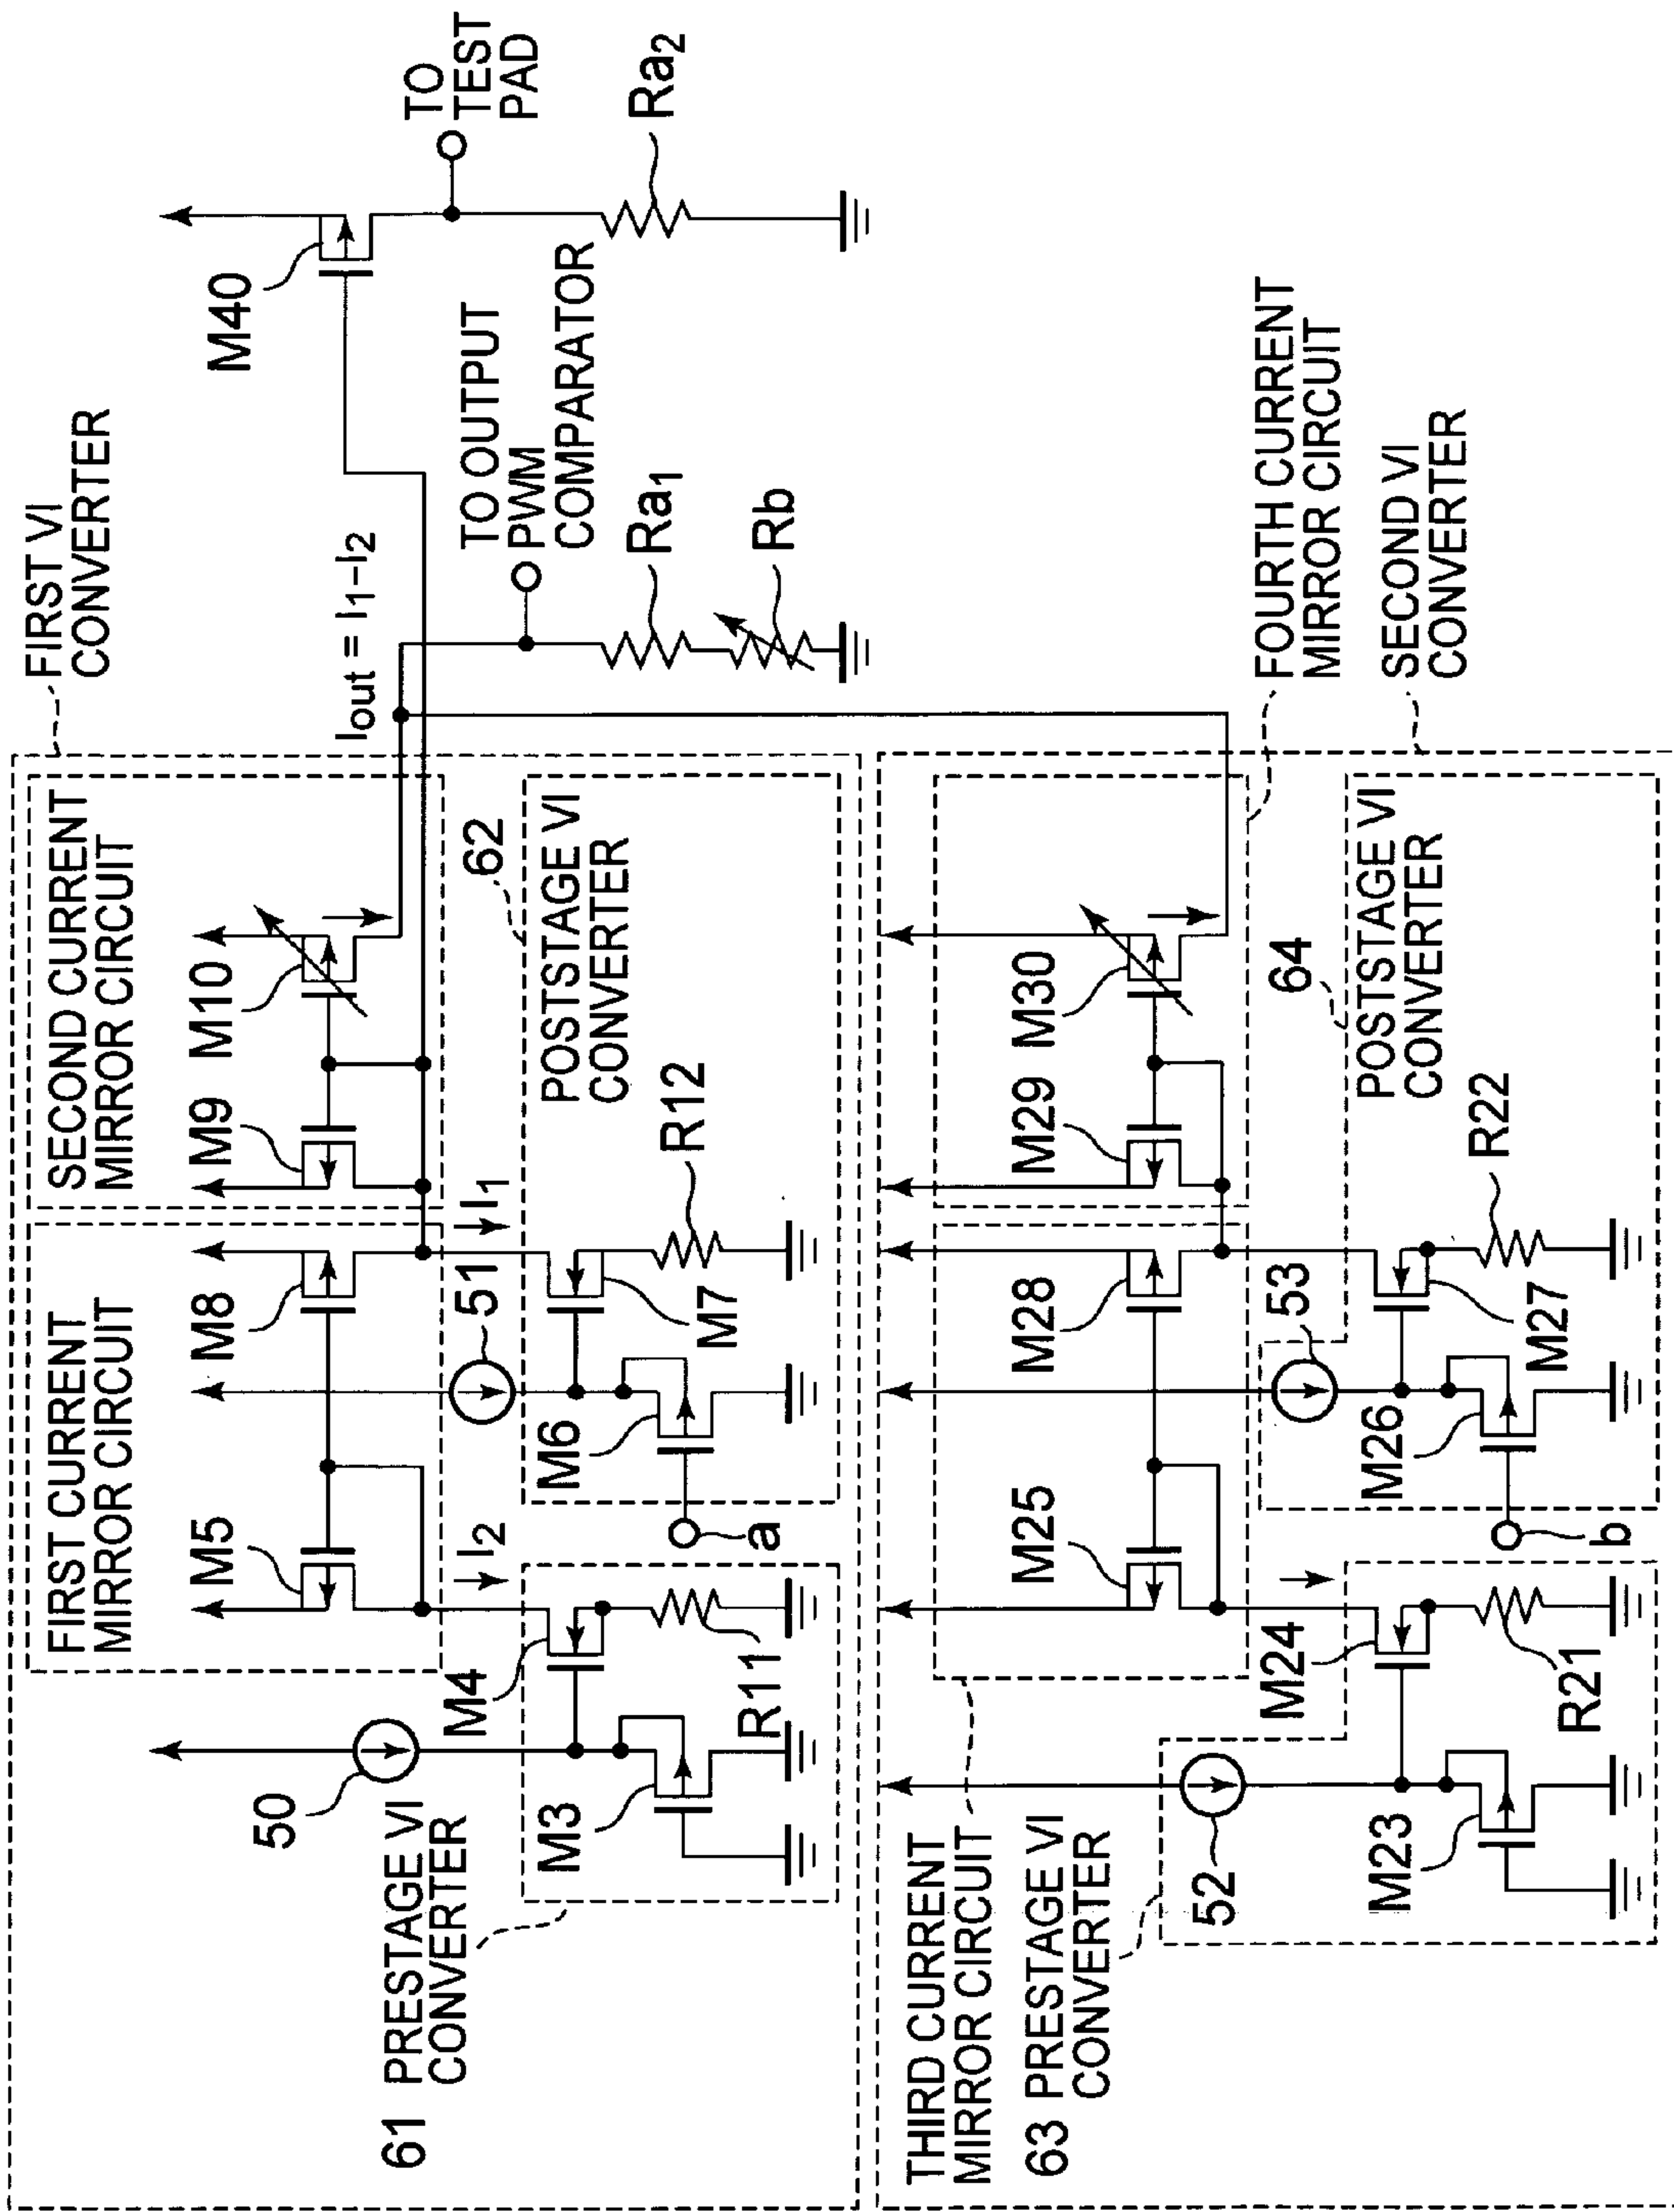 FIRST VI
CONVERTER
FIRST CURRENT
MIRROR CIRCUIT
SECOND CURRENT
MIRROR CIRCUIT
M5
M8
M9
M10
M40
TO
TEST
PAD
Iout = I1-I2
50
I2
51
I1
62
TO OUTPUT
PWM
COMPARATOR
61 PRESTAGE VI
CONVERTER
M4
M3
R11
a
M6
M7
R12
POSTSTAGE VI
CONVERTER
Ra1
Rb
Ra2
THIRD CURRENT
MIRROR CIRCUIT
63 PRESTAGE VI
CONVERTER
M25
M28
M29
M30
FOURTH CURRENT
MIRROR CIRCUIT
SECOND VI
CONVERTER
52
M24
M23
R21
53
b
M26
M27
R22
64
POSTSTAGE VI
CONVERTER